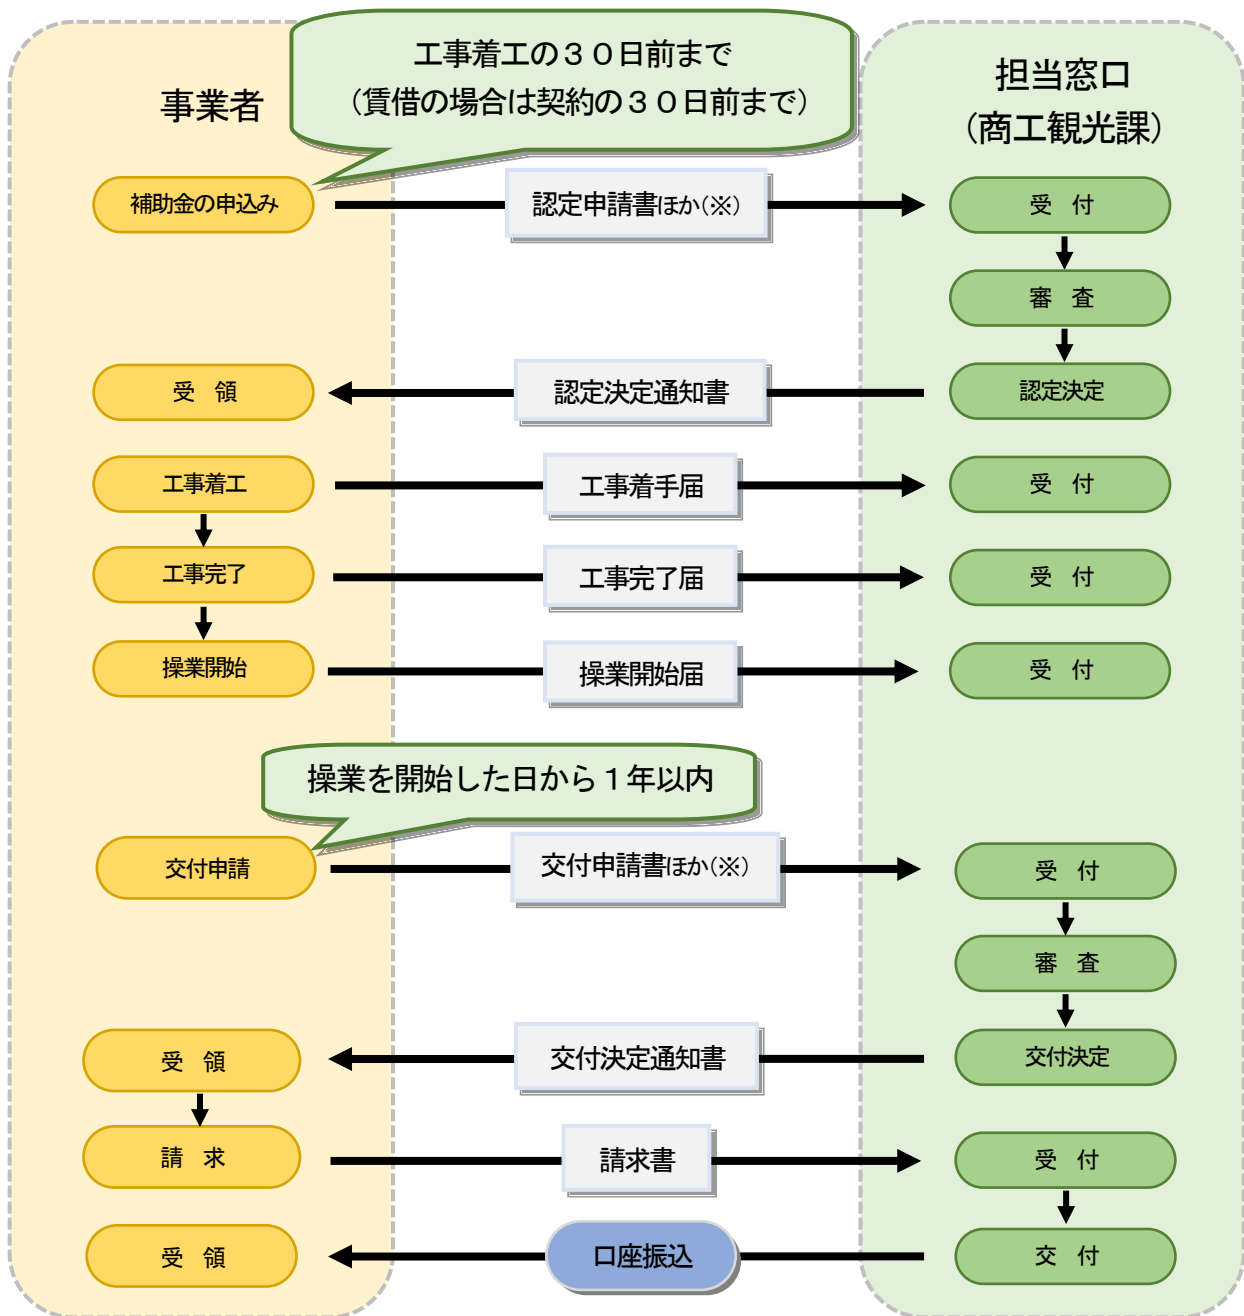 工事着工の３０日前まで
（賃借の場合は契約の３０日前まで）
事業者
担当窓口
（商工観光課）
補助金の申込み
認定申請書ほか（※）
受　付
審　査
受　領
認定決定通知書
認定決定
工事着工
工事着手届
受　付
工事完了
工事完了届
受　付
操業開始
操業開始届
受　付
操業を開始した日から１年以内
交付申請
交付申請書ほか（※）
受　付
審　査
受　領
交付決定通知書
交付決定
請　求
請求書
受　付
受　領
口座振込
交　付